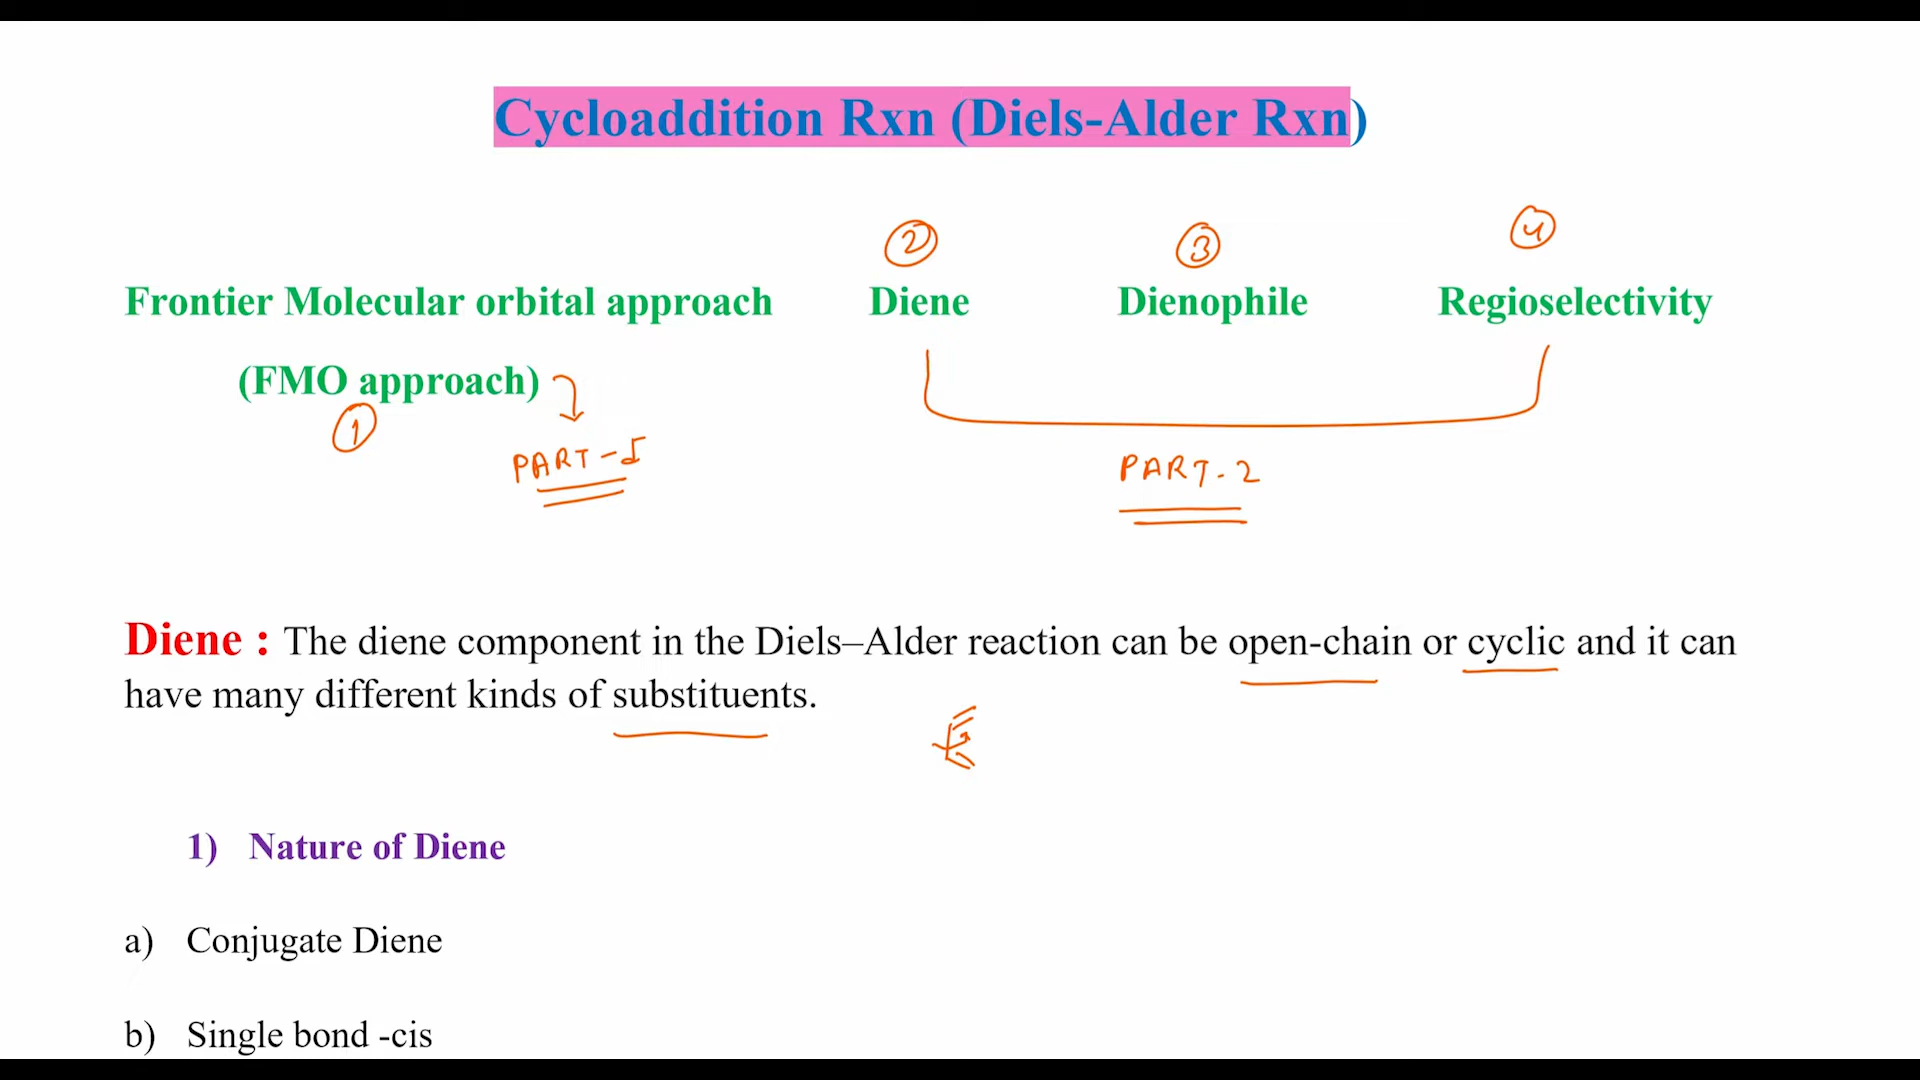 Cycloaddition Rxn (Diels-Alder Rxn)
2 3 4
Frontier Molecular orbital approach Diene Dienophile Regioselectivity
(FMO approach)
1
PART-
PART-2
Diene : The diene component in the Diels–Alder reaction can be open-chain or cyclic and it can
have many different kinds of substituents.
1) Nature of Diene
a) Conjugate Diene
b) Single bond -cis